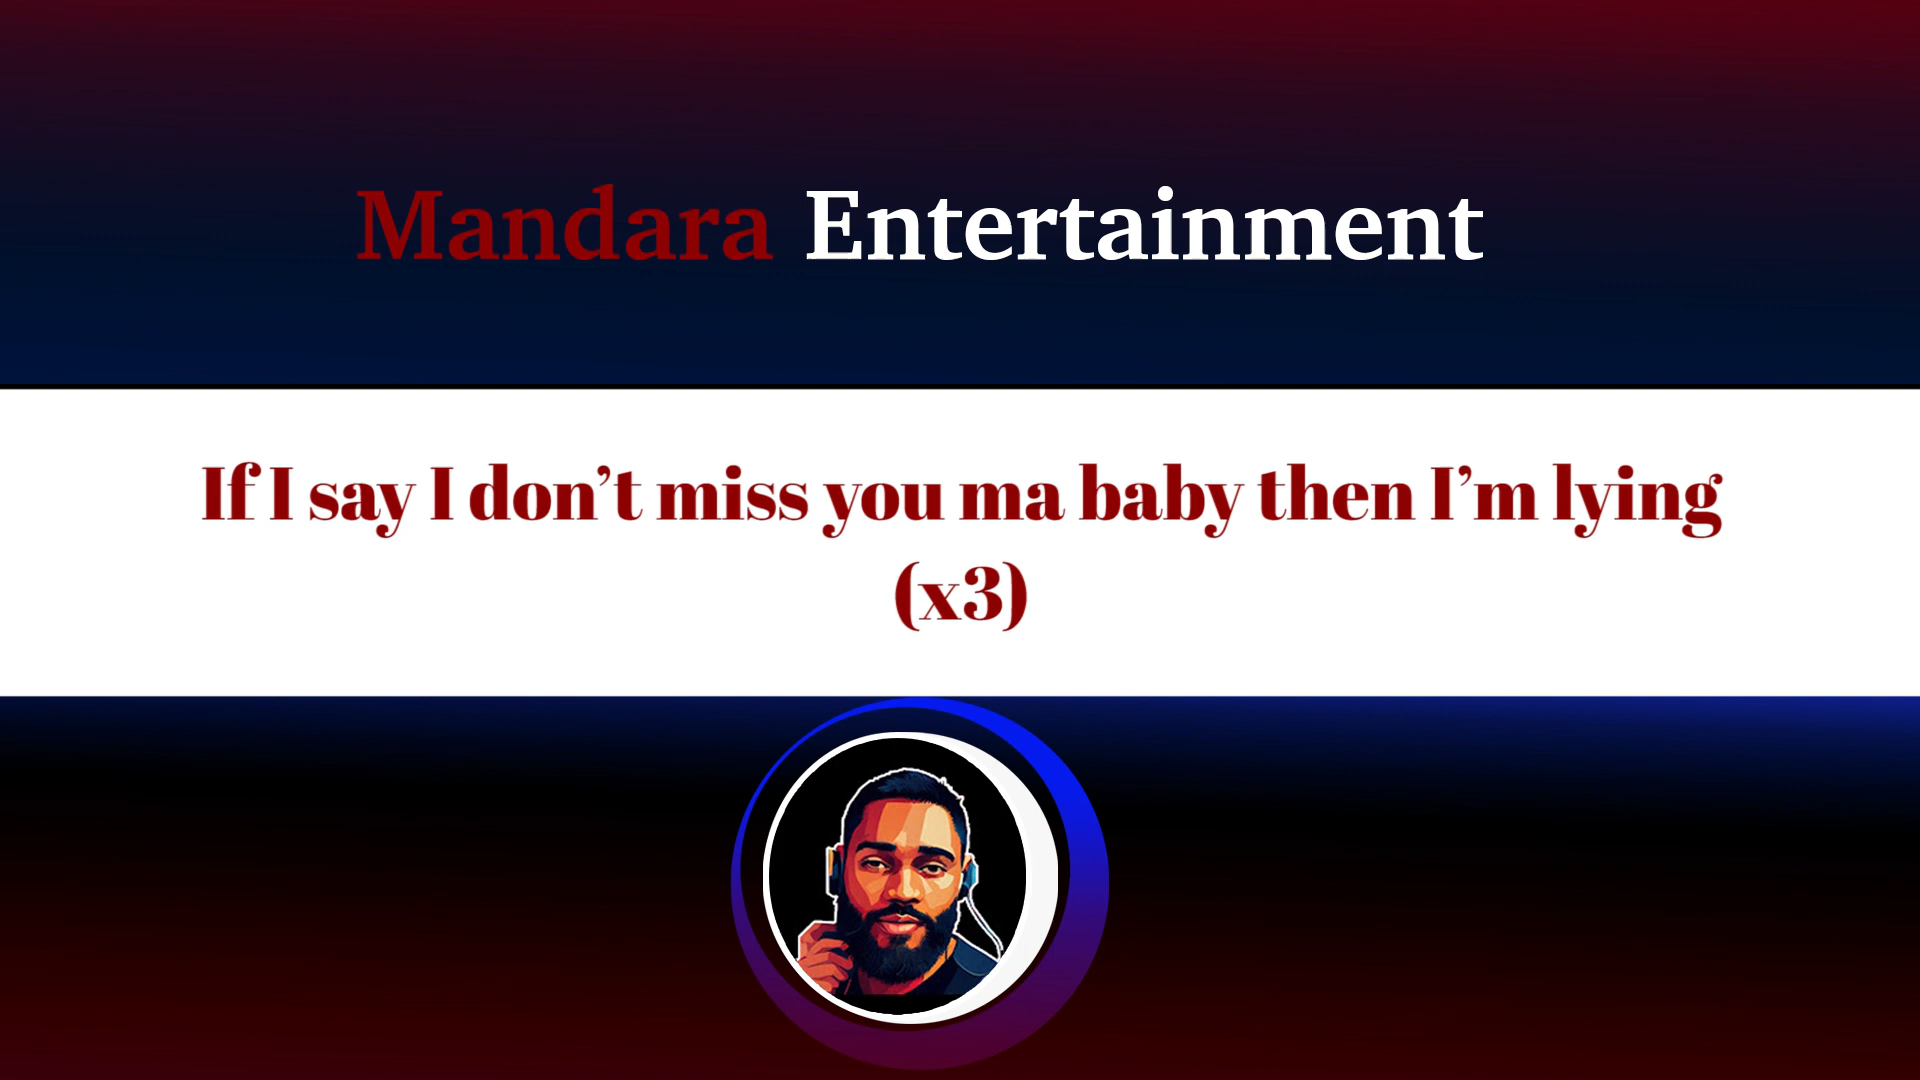 Mandara Entertainment
If I say I don’t miss you ma baby then I’m lying
(x3)